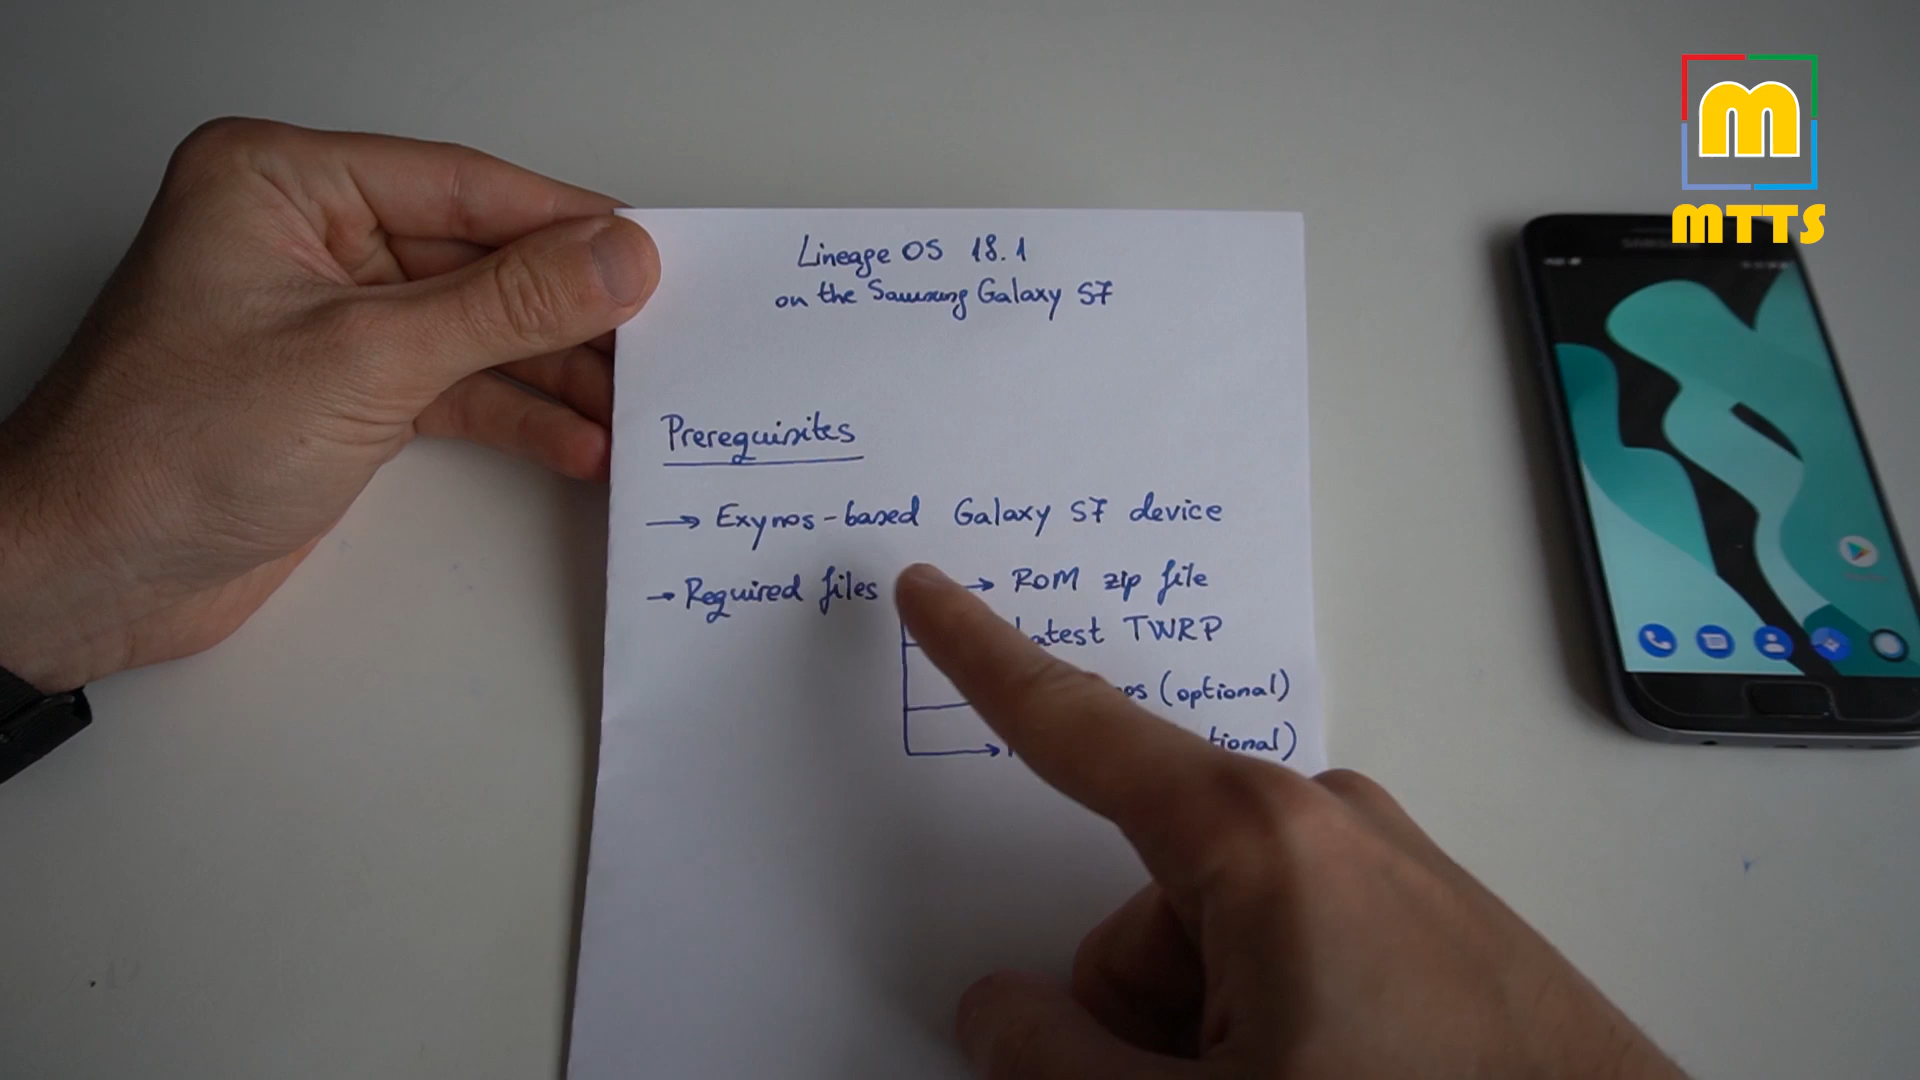 Lineage OS 18.1
on the Samsung Galaxy S7
Prerequisites
→ Exynos-based Galaxy S7 device
→ Required files → ROM zip file
Latest TWRP
(optional)
MTTS